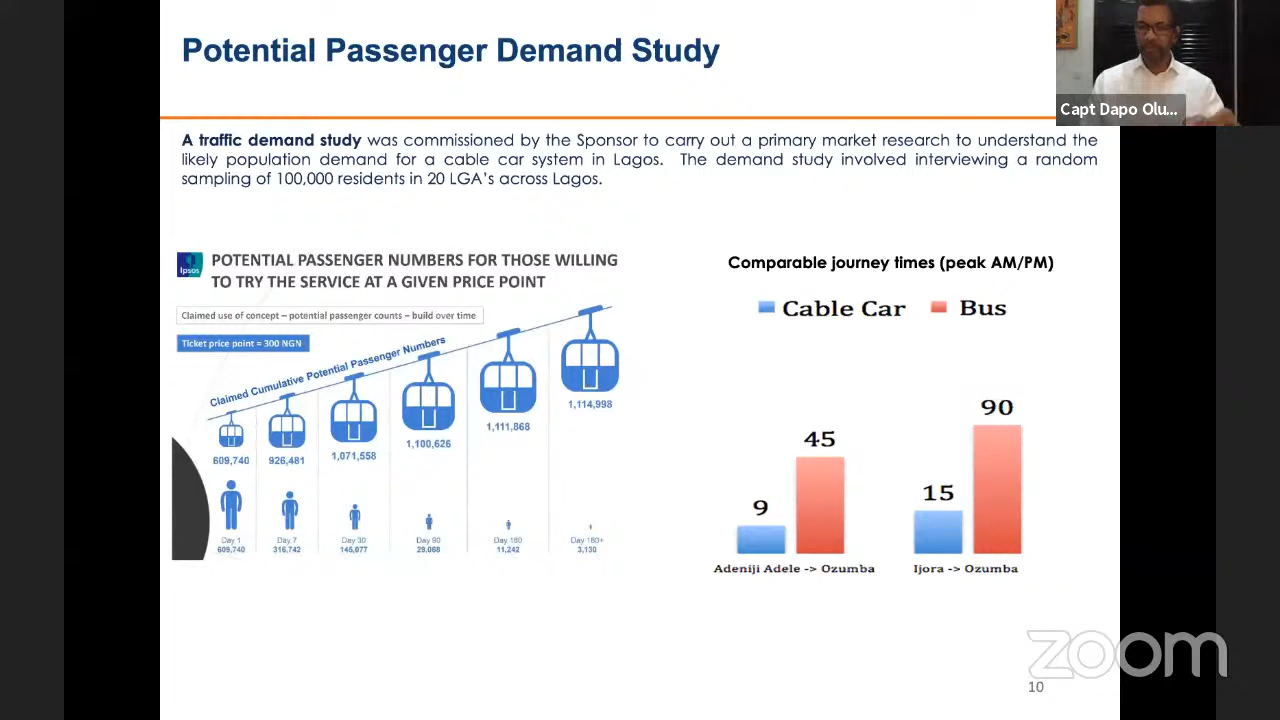 Potential Passenger Demand Study
Capt Dapo Olu...
A traffic demand study was commissioned by the Sponsor to carry out a primary market research to understand the
likely population demand for a cable car system in Lagos. The demand study involved interviewing a random
sampling of 100,000 residents in 20 LGA's across Lagos.
Ipsos
POTENTIAL PASSENGER NUMBERS FOR THOSE WILLING
TO TRY THE SERVICE AT A GIVEN PRICE POINT
Claimed use of concept – potential passenger counts – build over time
Ticket price point = 300 NGN
Claimed Cumulative Potential Passenger Numbers
609,740
926,481
1,071,558
1,100,626
1,111,868
1,114,998
Day 1
609,740
Day 7
316,742
Day 30
145,077
Day 90
29,068
Day 180
11,242
Day 180+
3,130
Comparable journey times (peak AM/PM)
Cable Car
Bus
9
45
15
90
Adeniji Adele -> Ozumba
Ijora -> Ozumba
zoom
10